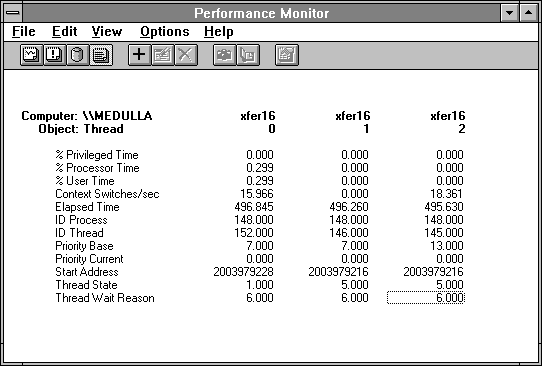 Performance Monitor
File Edit View Options Help
Computer: \\MEDULLA xfer16 xfer16 xfer16
Object: Thread 0 1 2
% Privileged Time 0.000 0.000 0.000
% Processor Time 0.299 0.000 0.000
% User Time 0.299 0.000 0.000
Context Switches/sec 15.966 0.000 18.361
Elapsed Time 496.845 496.260 495.630
ID Process 148.000 148.000 148.000
ID Thread 152.000 146.000 145.000
Priority Base 7.000 7.000 13.000
Priority Current 0.000 0.000 0.000
Start Address 2003979228 2003979216 2003979216
Thread State 1.000 5.000 5.000
Thread Wait Reason 6.000 6.000 6.000